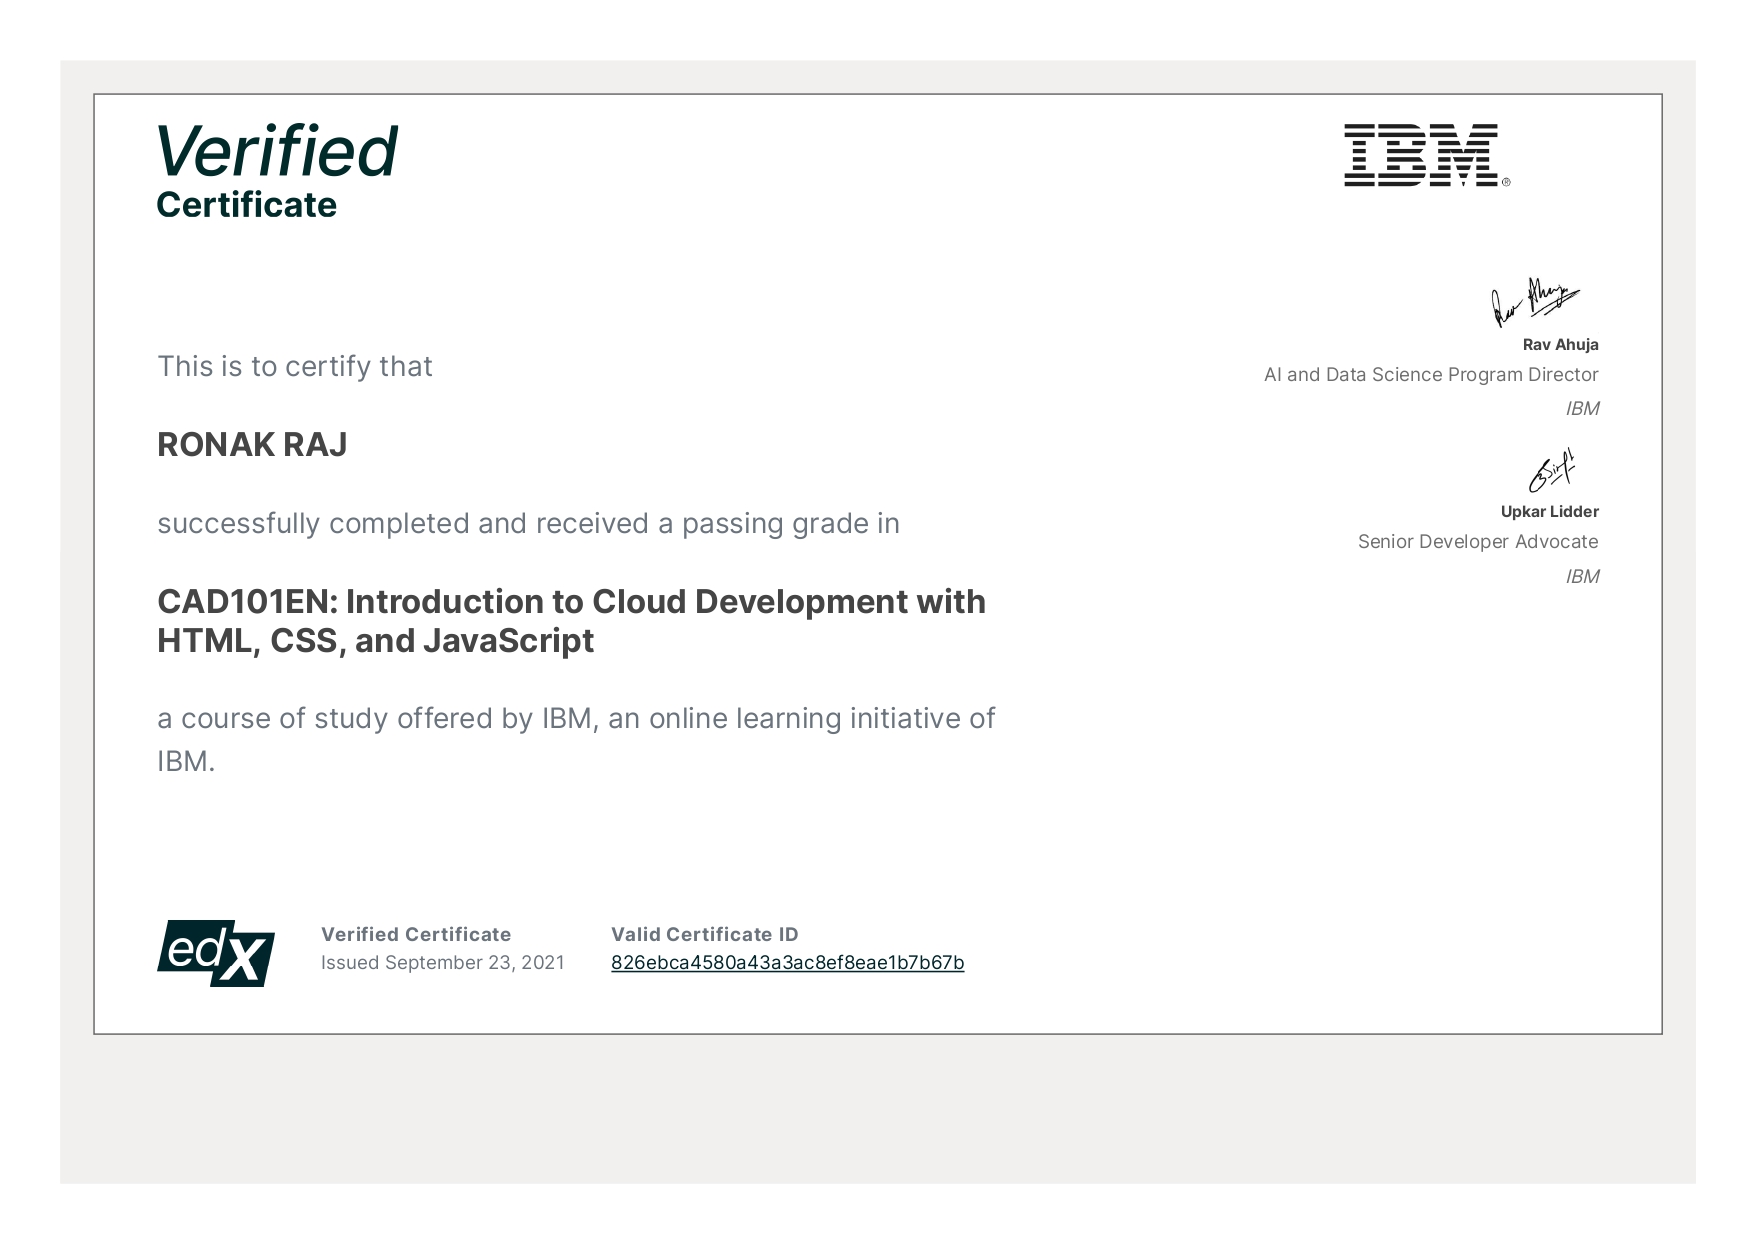 Verified
Certificate
IBM®
This is to certify that
RONAK RAJ
successfully completed and received a passing grade in
CAD101EN: Introduction to Cloud Development with
HTML, CSS, and JavaScript
a course of study offered by IBM, an online learning initiative of
IBM.
Rav Ahuja
Rav Ahuja
AI and Data Science Program Director
IBM
Upkar Lidder
Senior Developer Advocate
IBM
edX
Verified Certificate
Issued September 23, 2021
Valid Certificate ID
826ebca4580a43a3ac8ef8eae1b7b67b